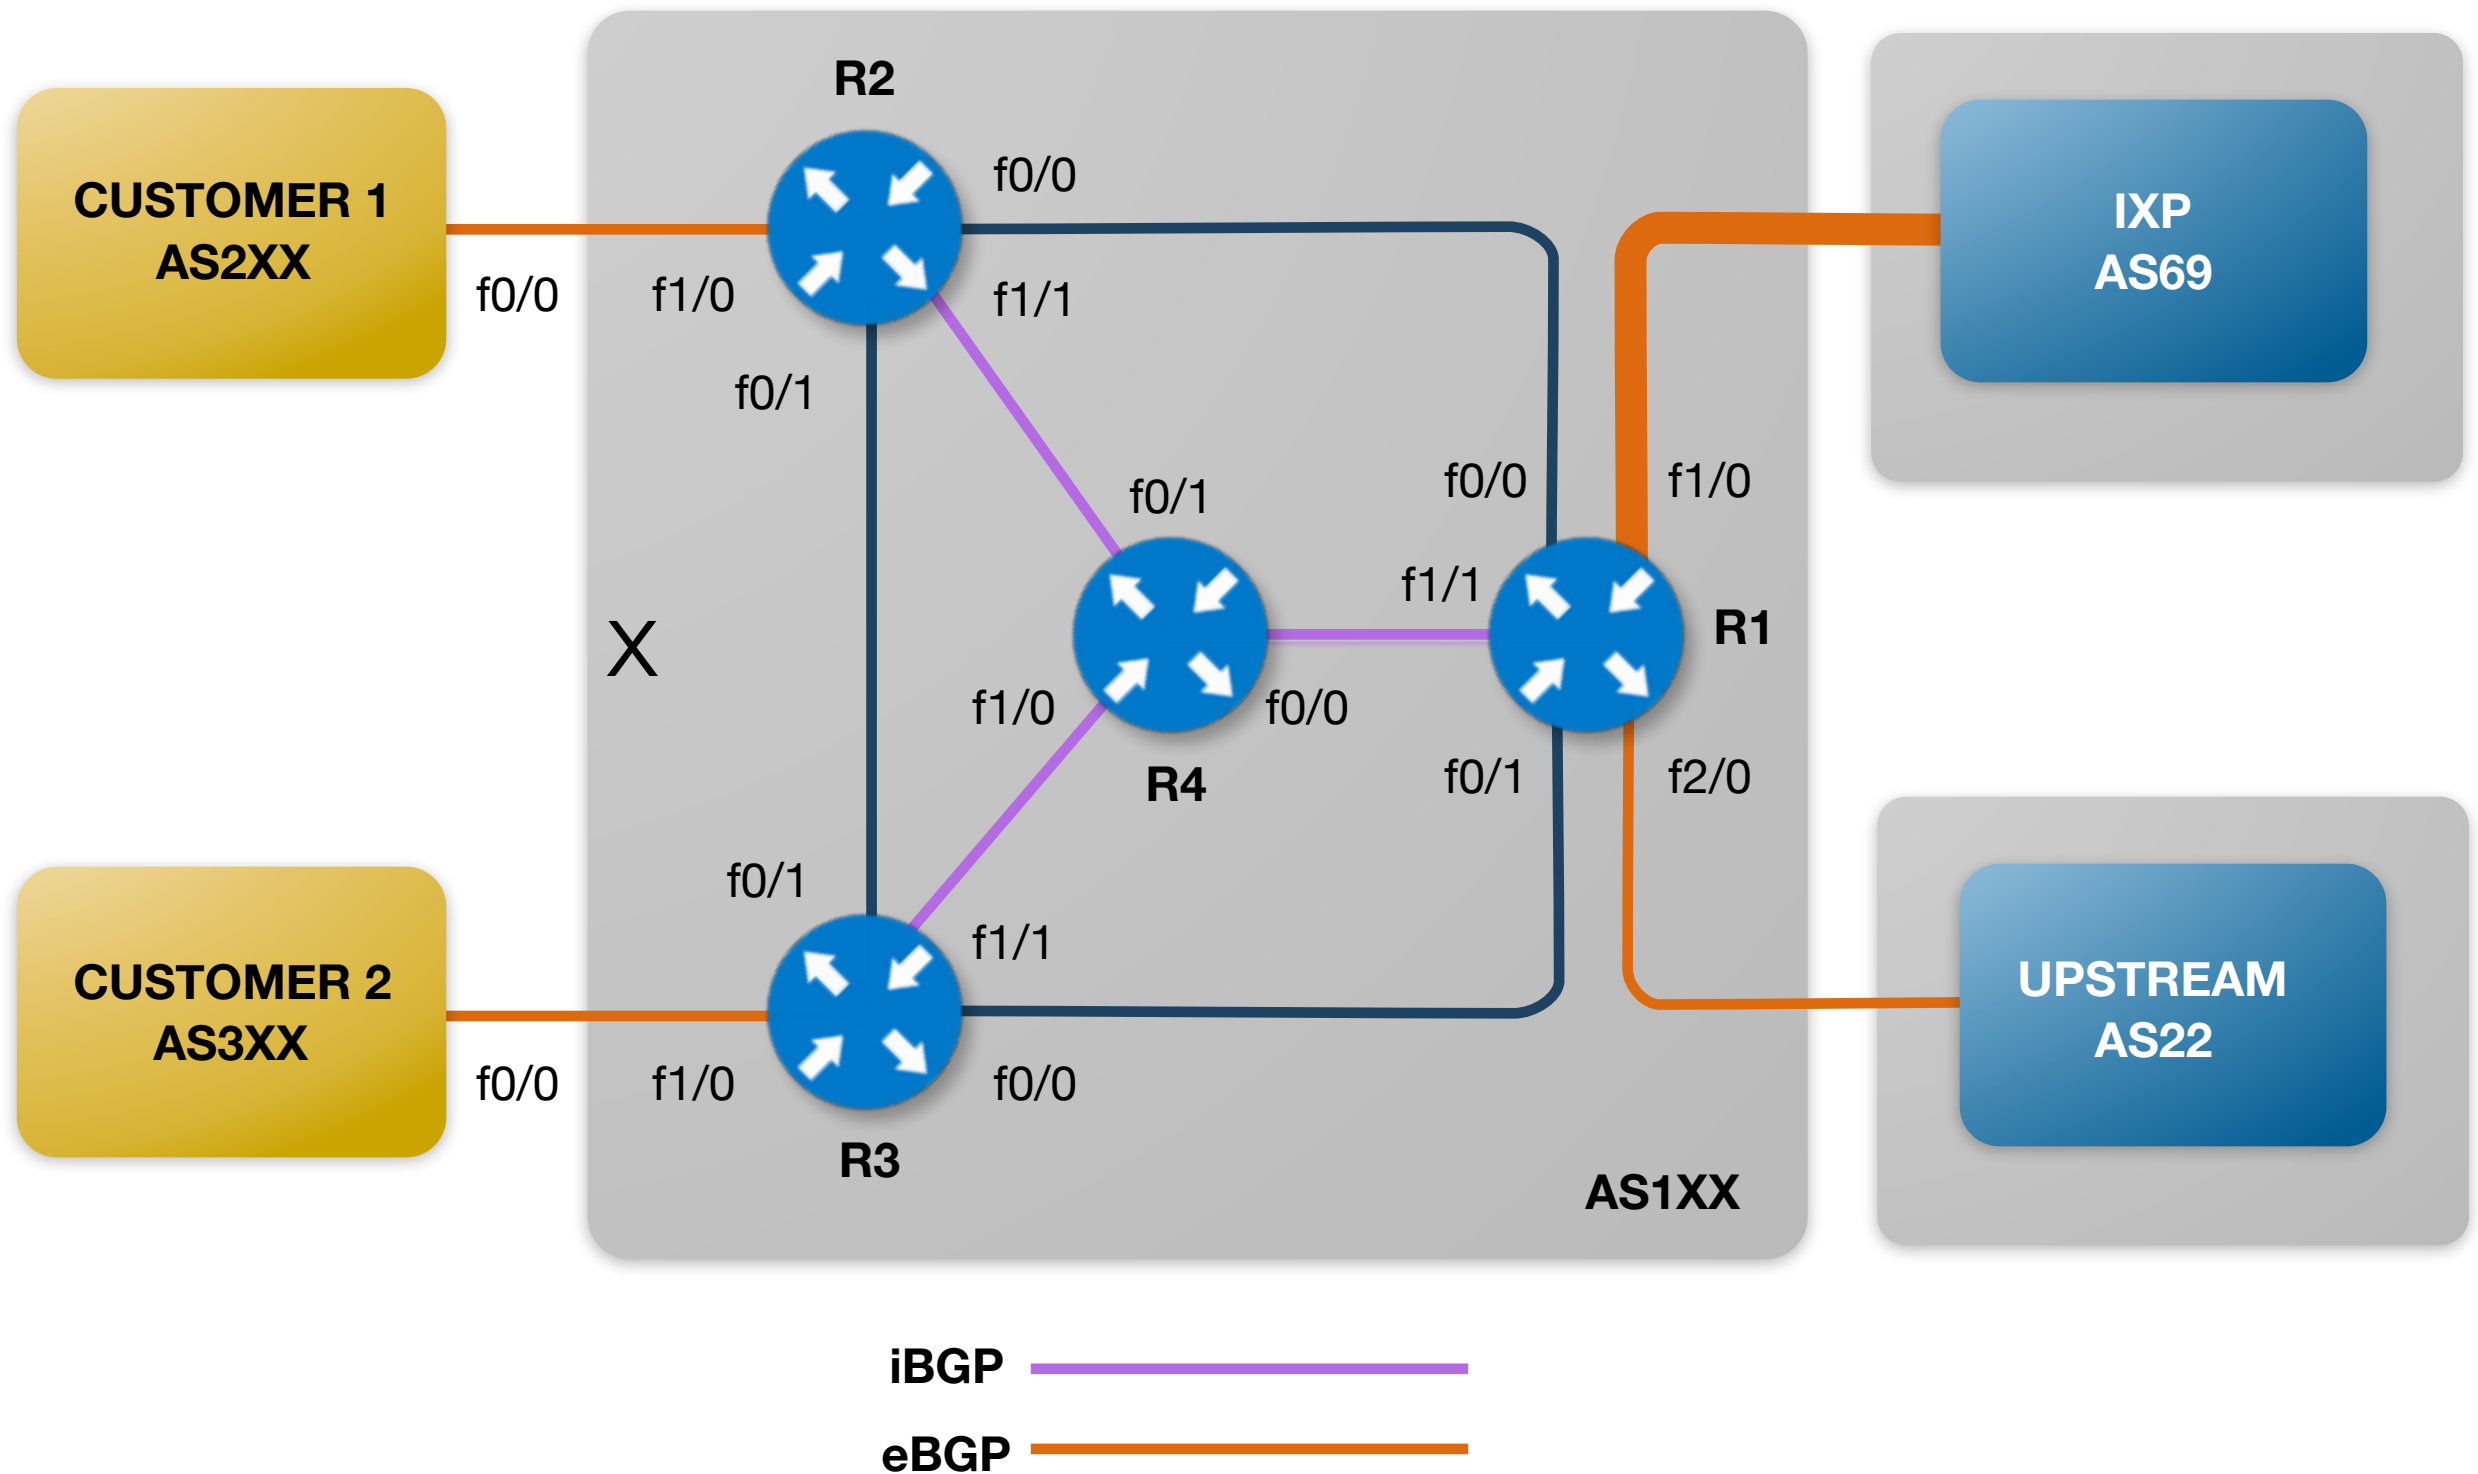 R2
f0/0
CUSTOMER 1
AS2XX
IXP
AS69
f0/0
f1/0
f1/1
f0/1
f0/1
f0/0
f1/0
f1/1
R1
X
f1/0
f0/0
R4
f0/1
f2/0
f0/1
f1/1
CUSTOMER 2
AS3XX
UPSTREAM
AS22
f0/0
f1/0
f0/0
R3
AS1XX
iBGP
eBGP